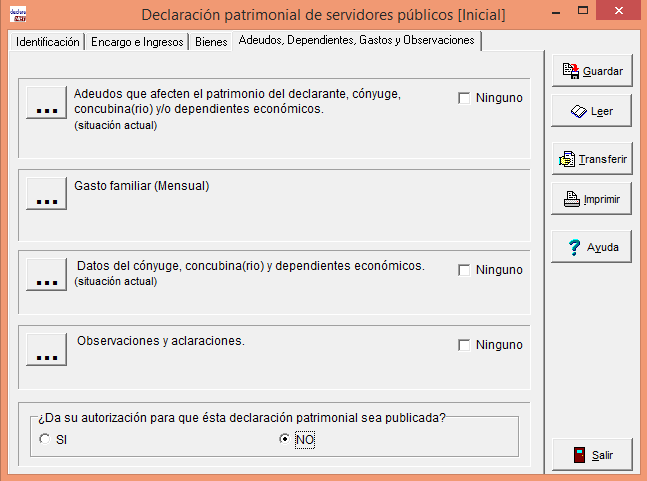 declara
NET
Declaración patrimonial de servidores públicos [Inicial]
Identificación
Encargo e Ingresos
Bienes
Adeudos, Dependientes, Gastos y Observaciones
...
Adeudos que afecten el patrimonio del declarante, cónyuge,
concubina(rio) y/o dependientes económicos.
(situación actual)
Ninguno
...
Gasto familiar (Mensual)
...
Datos del cónyuge, concubina(rio) y dependientes económicos.
(situación actual)
Ninguno
...
Observaciones y aclaraciones.
Ninguno
¿Da su autorización para que ésta declaración patrimonial sea publicada?
SI
NO
Guardar
Leer
Transferir
Imprimir
Ayuda
Salir